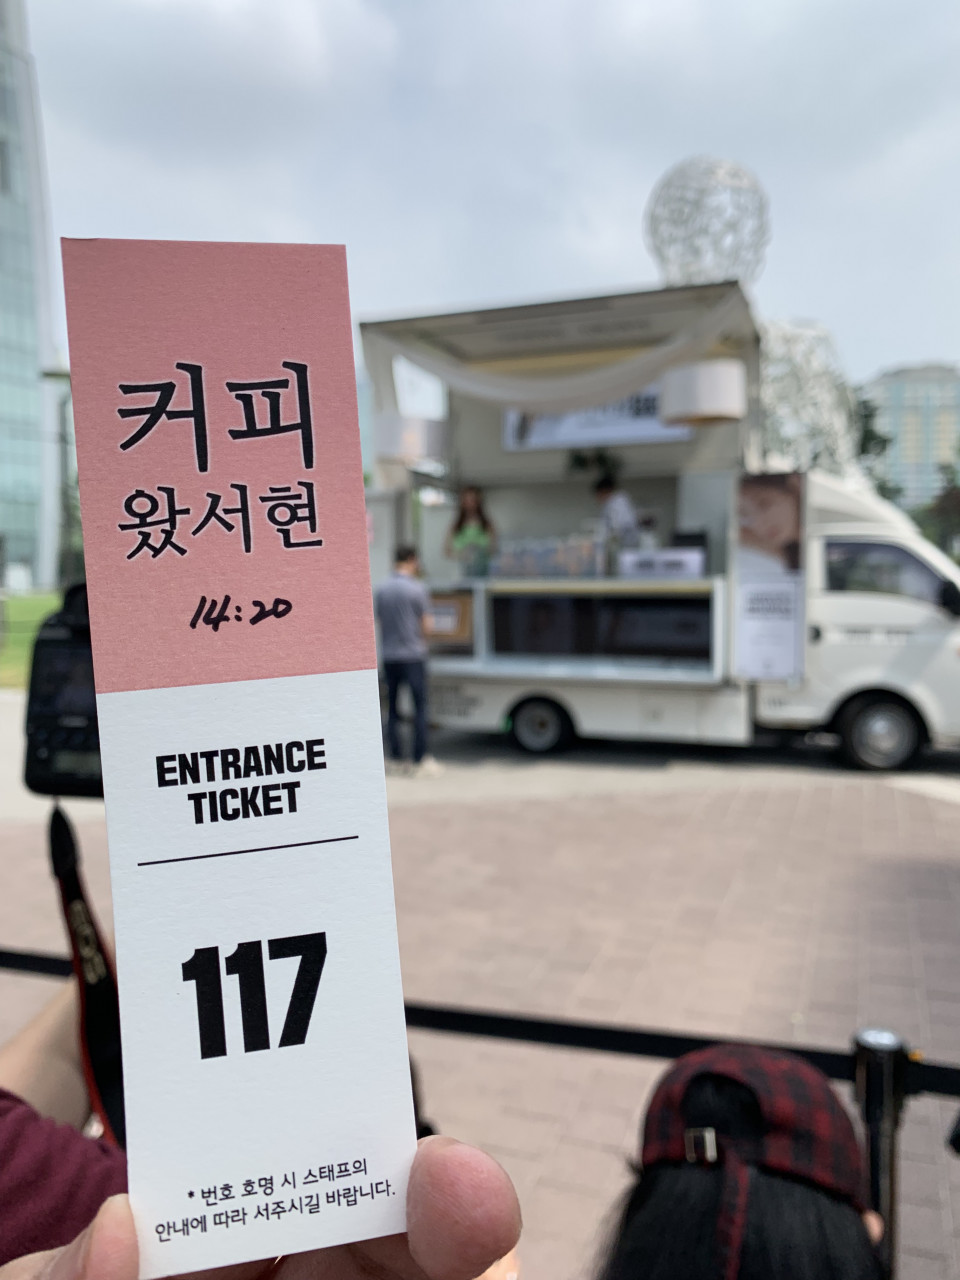 커피
왔서현
14:20
ENTRANCE
TICKET
117
* 번호 호명 시 스태프의
안내에 따라 서주시길 바랍니다.